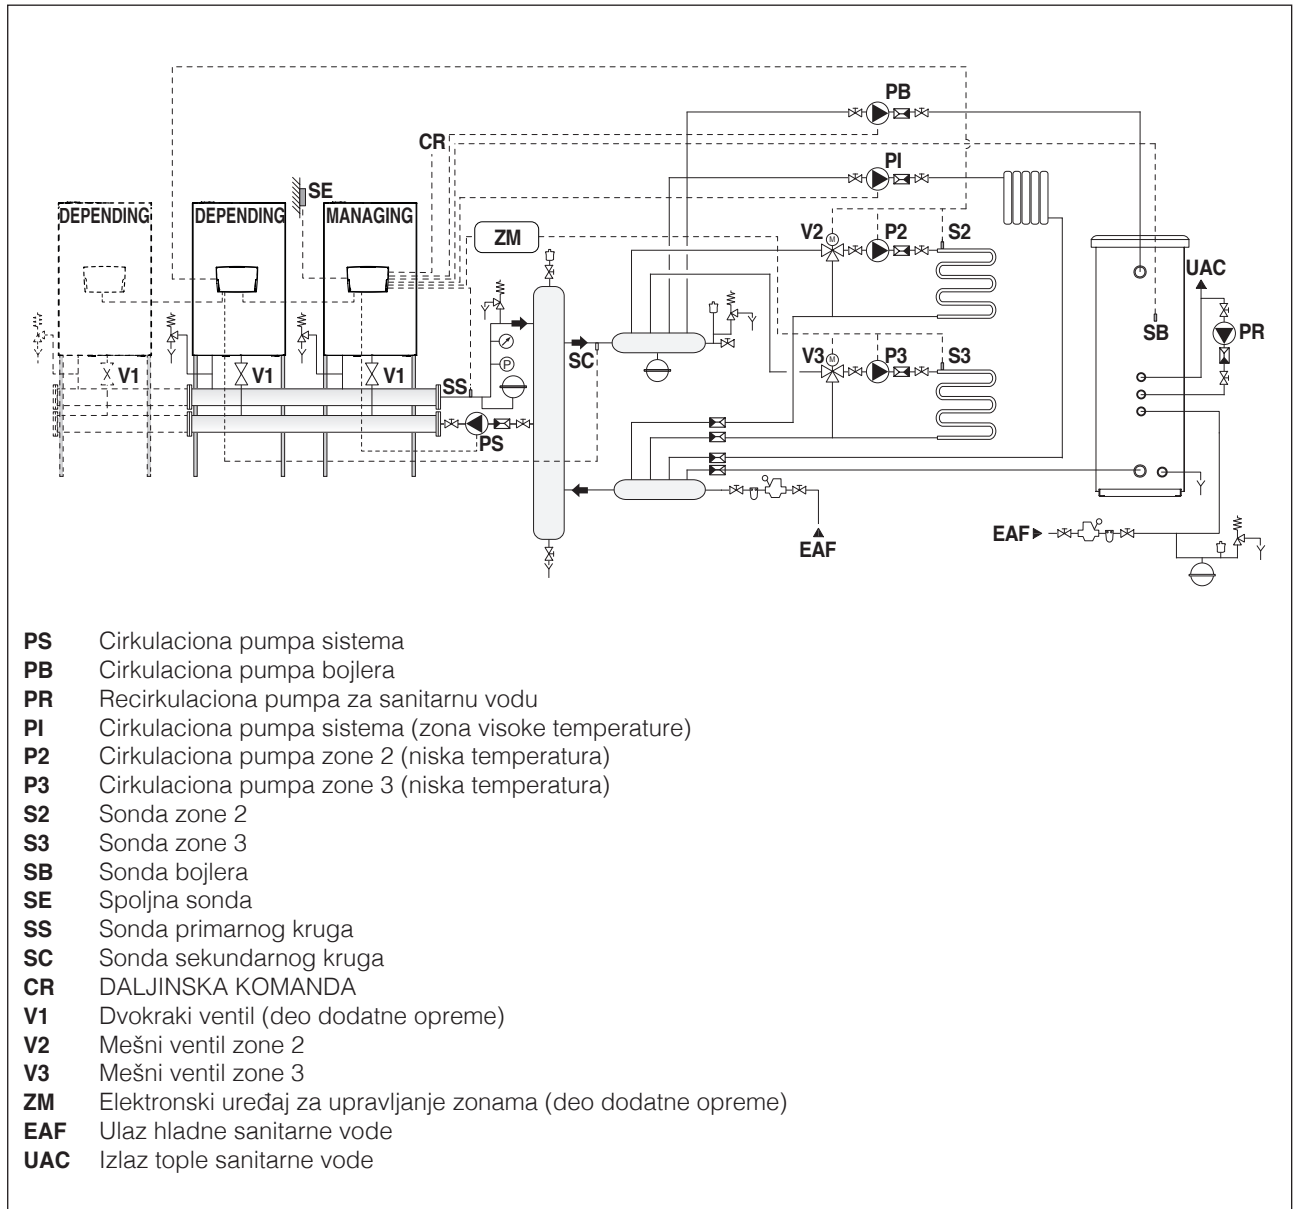 PB
CR
PI
SE
DEPENDING
DEPENDING
MANAGING
V2
P2
S2
ZM
UAC
SB
PR
SC
V3
P3
S3
V1
V1
V1
SS
P
PS
M
M
EAF
EAF
PS Cirkulaciona pumpa sistema
PB Cirkulaciona pumpa bojlera
PR Recirkulaciona pumpa za sanitarnu vodu
PI Cirkulaciona pumpa sistema (zona visoke temperature)
P2 Cirkulaciona pumpa zone 2 (niska temperatura)
P3 Cirkulaciona pumpa zone 3 (niska temperatura)
S2 Sonda zone 2
S3 Sonda zone 3
SB Sonda bojlera
SE Spoljna sonda
SS Sonda primarnog kruga
SC Sonda sekundarnog kruga
CR DALJINSKA KOMANDA
V1 Dvokraki ventil (deo dodatne opreme)
V2 Mešni ventil zone 2
V3 Mešni ventil zone 3
ZM Elektronski uređaj za upravljanje zonama (deo dodatne opreme)
EAF Ulaz hladne sanitarne vode
UAC Izlaz tople sanitarne vode